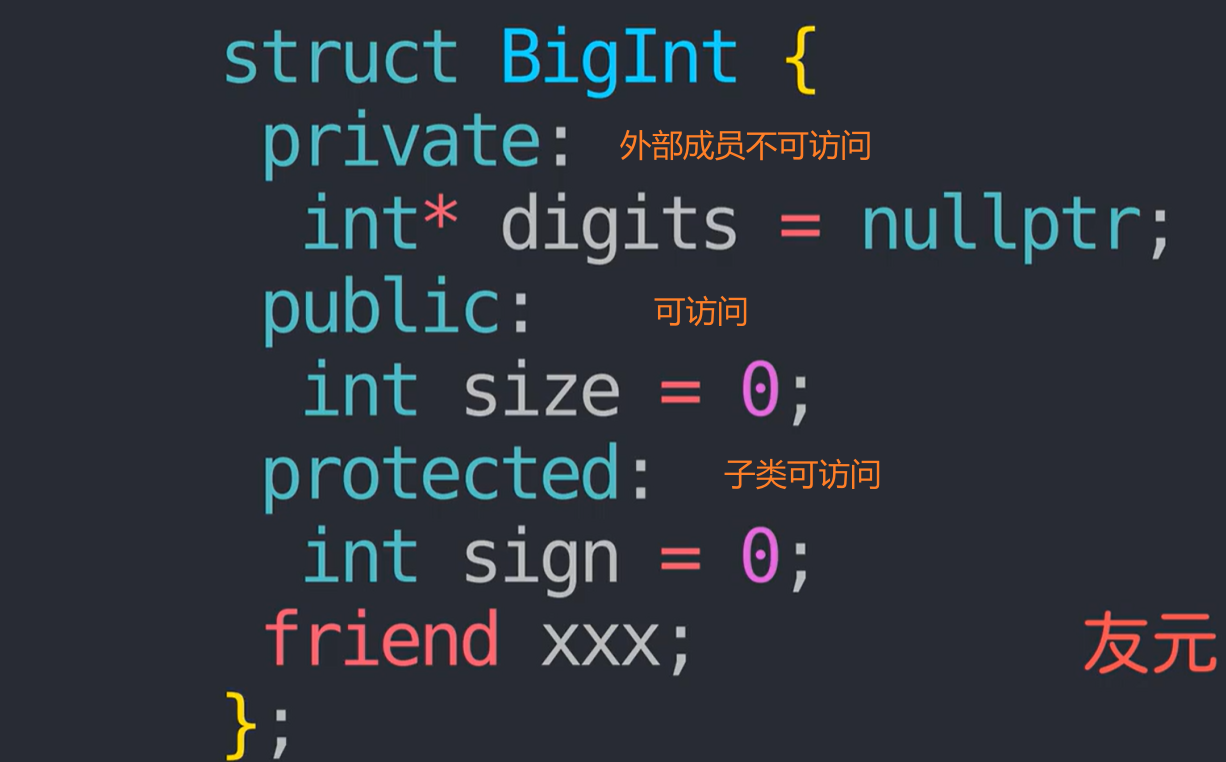 struct BigInt {
private: 外部成员不可访问
int* digits = nullptr;
public: 可访问
int size = 0;
protected: 子类可访问
int sign = 0;
friend xxx; 友元
};